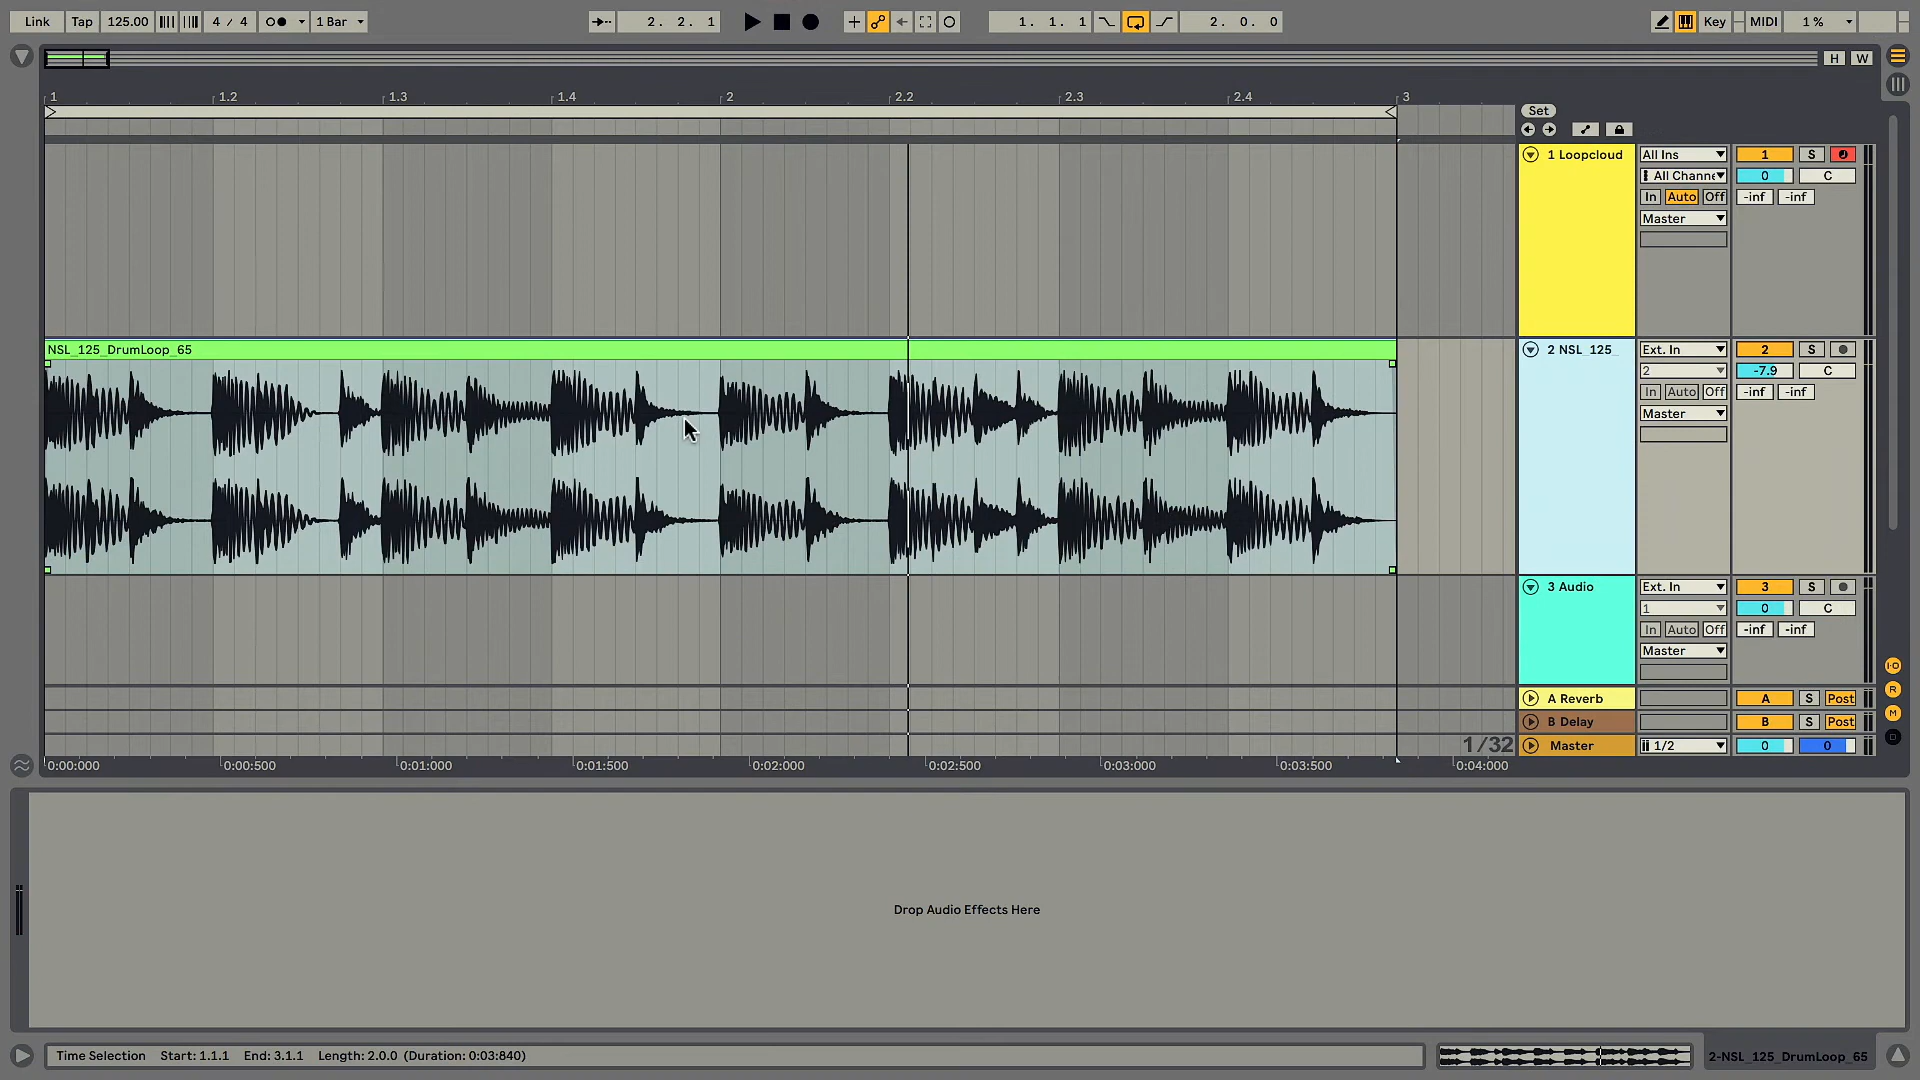 Link Tap 125.00 4 / 4 1 Bar 2. 2. 1 1. 1. 1 2. 0. 0 Key MIDI 1 %
H W
1 1.2 1.3 1.4 2 2.2 2.3 2.4 3
Set
1 Loopcloud All Ins 1 S
All Channe 0 C
In Auto Off -inf -inf
Master
NSL_125_DrumLoop_65 2 NSL_125_ Ext. In 2 S
2 -7.9 C
In Auto Off -inf -inf
Master
3 Audio Ext. In 3 S
1 0 C
In Auto Off -inf -inf
Master
A Reverb A S Post
B Delay B S Post
1/32 Master 1/2 0 0
0:00:000 0:00:500 0:01:000 0:01:500 0:02:000 0:02:500 0:03:000 0:03:500 0:04:000
I·O
R
M
D
Drop Audio Effects Here
Time Selection Start: 1.1.1 End: 3.1.1 Length: 2.0.0 (Duration: 0:03:840) 2-NSL_125_DrumLoop_65